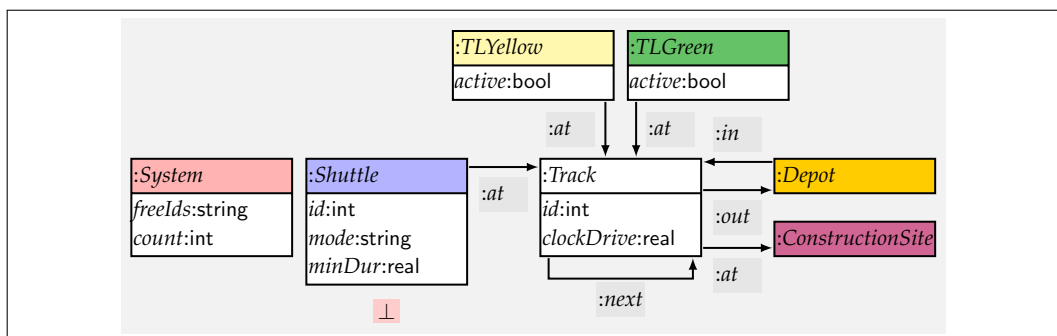 :TLYellow
active:bool
:TLGreen
active:bool
:at
:at
:in
:System
freeIds:string
count:int
:Shuttle
id:int
mode:string
minDur:real
:at
:Track
id:int
clockDrive:real
:Depot
:out
:ConstructionSite
:at
:next
⊥